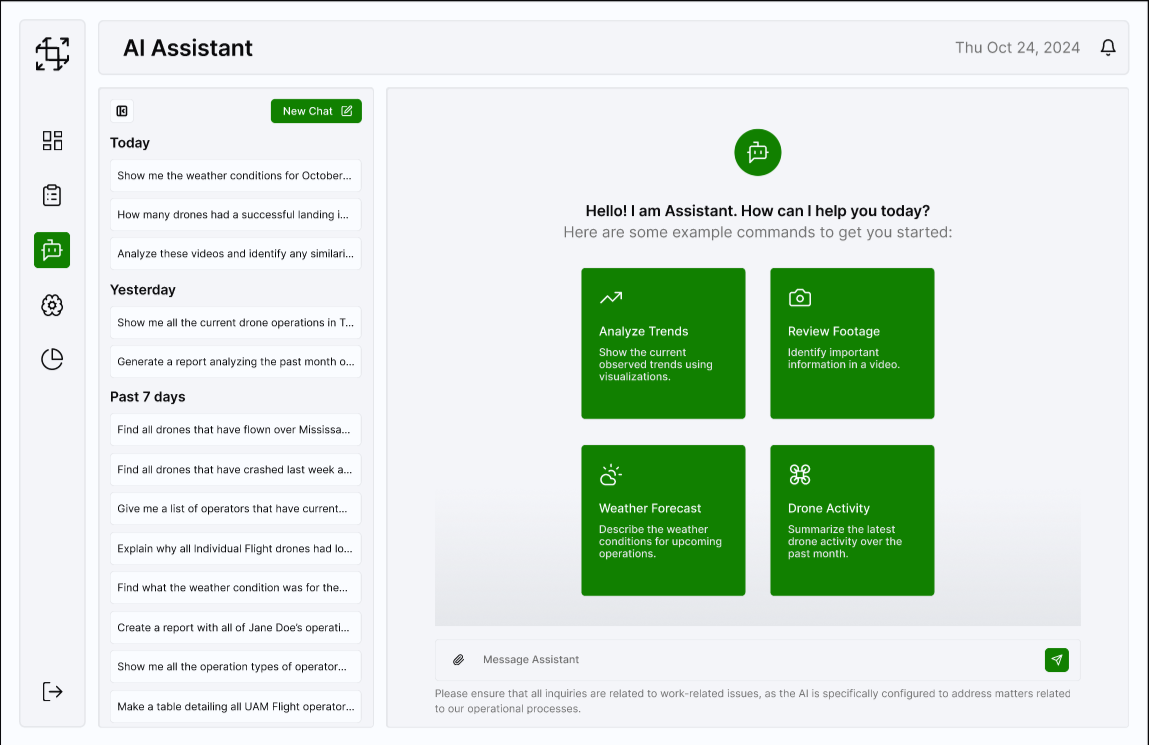 AI Assistant
Thu Oct 24, 2024
New Chat
Today
Show me the weather conditions for October...
How many drones had a successful landing i...
Analyze these videos and identify any similari...
Yesterday
Show me all the current drone operations in T...
Generate a report analyzing the past month o...
Past 7 days
Find all drones that have flown over Mississa...
Find all drones that have crashed last week a...
Give me a list of operators that have current...
Explain why all Individual Flight drones had lo...
Find what the weather condition was for the...
Create a report with all of Jane Doe’s operati...
Show me all the operation types of operator...
Make a table detailing all UAM Flight operator...
Hello! I am Assistant. How can I help you today?
Here are some example commands to get you started:
Analyze Trends
Show the current
observed trends using
visualizations.
Review Footage
Identify important
information in a video.
Weather Forecast
Describe the weather
conditions for upcoming
operations.
Drone Activity
Summarize the latest
drone activity over the
past month.
Message Assistant
Please ensure that all inquiries are related to work-related issues, as the AI is specifically configured to address matters related
to our operational processes.